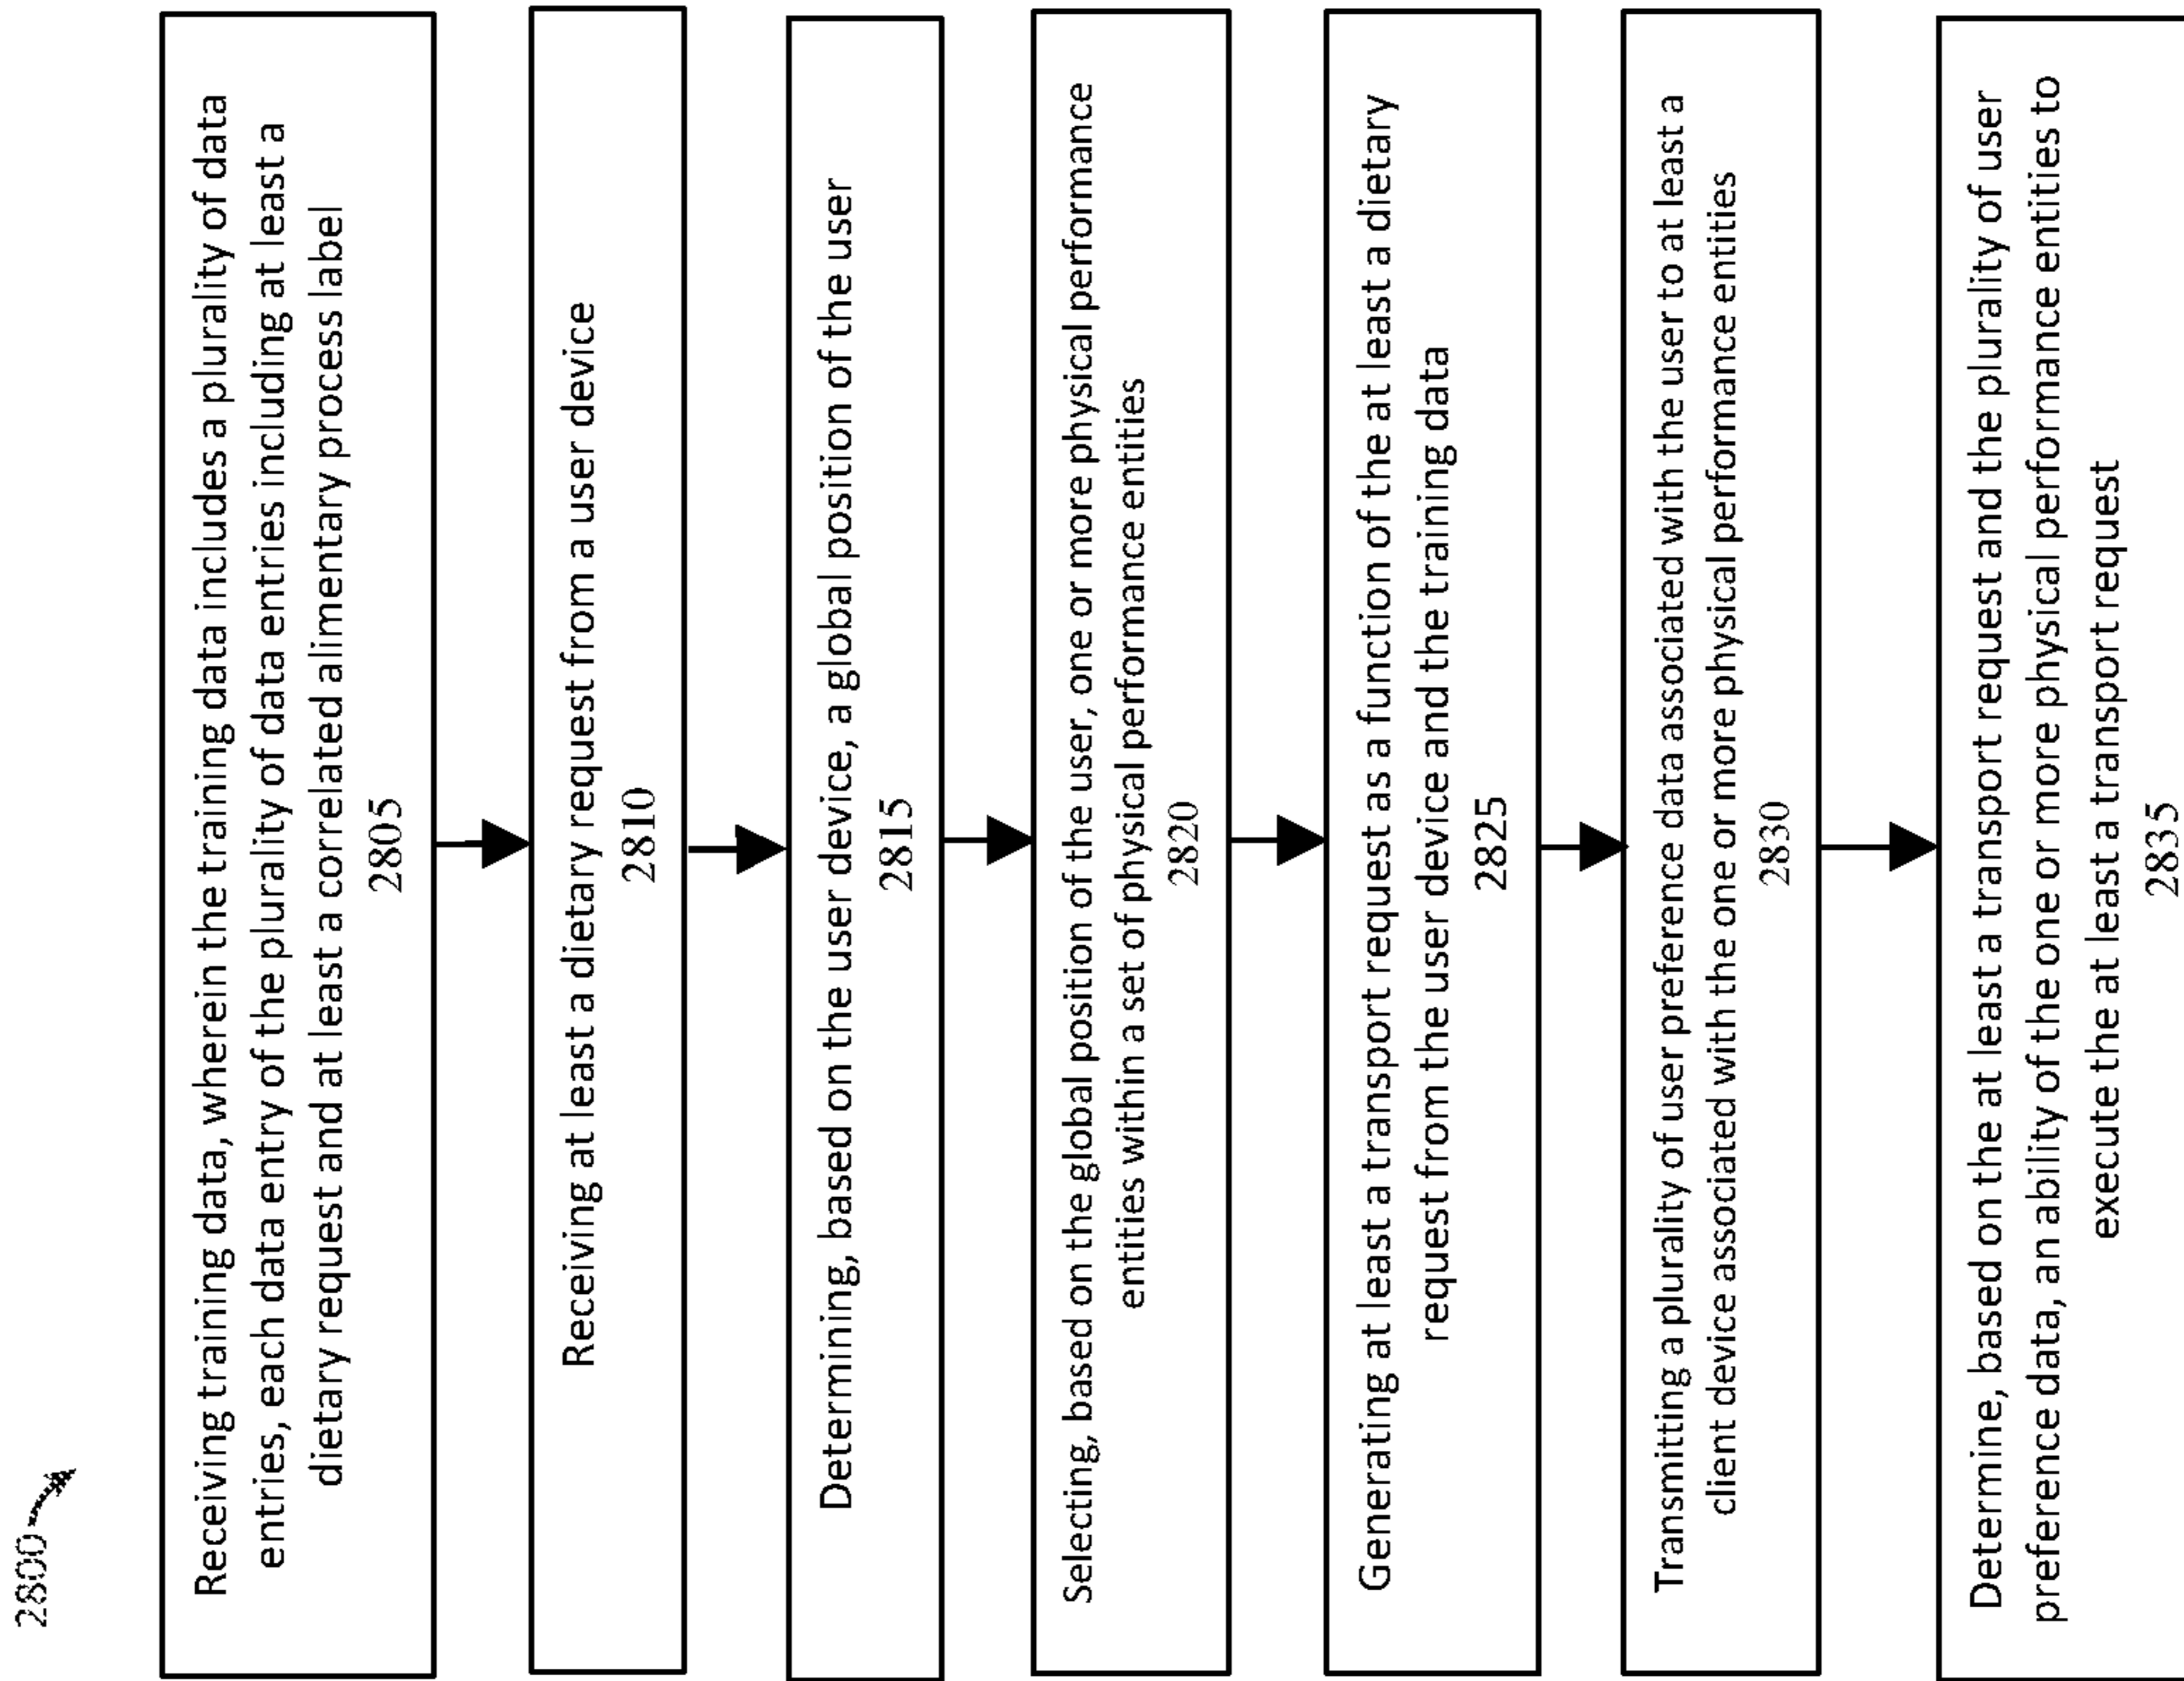 2800
Receiving training data, wherein the training data includes a plurality of data
entries, each data entry of the plurality of data entries including at least a
dietary request and at least a correlated alimentary process label
2805
Receiving at least a dietary request from a user device
2810
Determining, based on the user device, a global position of the user
2815
Selecting, based on the global position of the user, one or more physical performance
entities within a set of physical performance entities
2820
Generating at least a transport request as a function of the at least a dietary
request from the user device and the training data
2825
Transmitting a plurality of user preference data associated with the user to at least a
client device associated with the one or more physical performance entities
2830
Determine, based on the at least a transport request and the plurality of user
preference data, an ability of the one or more physical performance entities to
execute the at least a transport request
2835